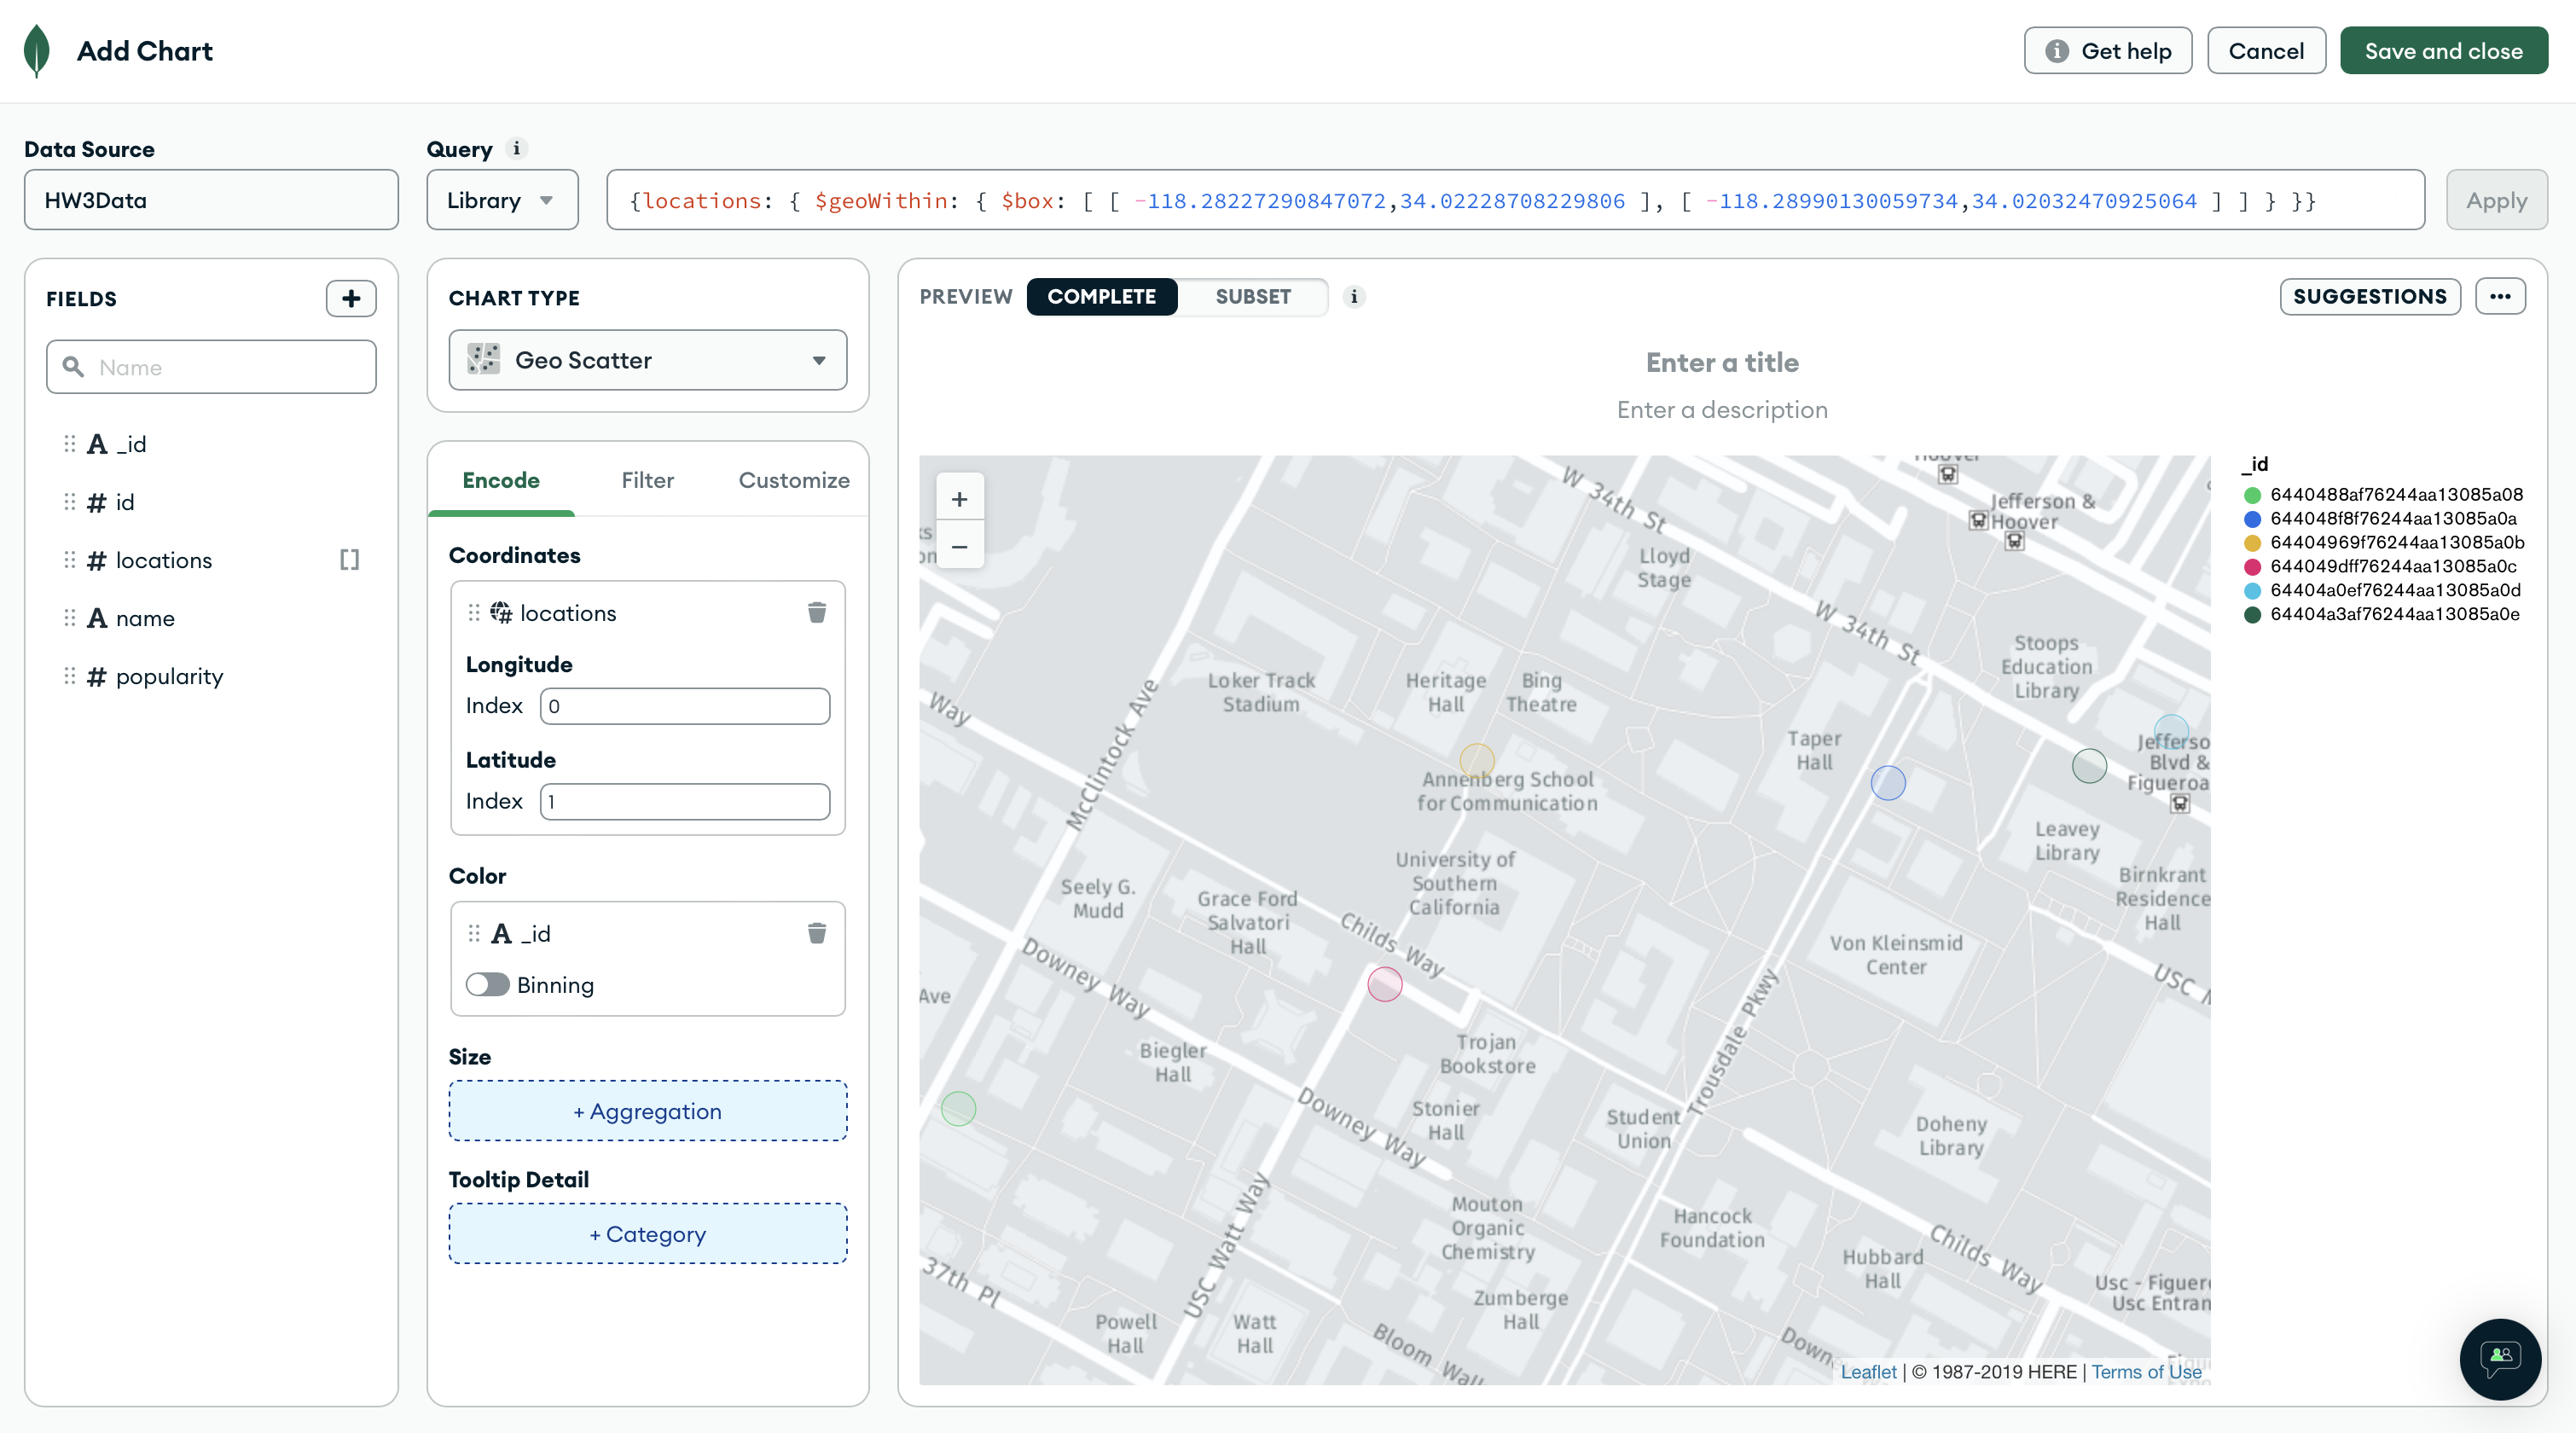 Add Chart
Get help
Cancel
Save and close
Data Source
Query
HW3Data
Library
{locations: { $geoWithin: { $box: [ [ -118.28227290847072,34.02228708229806 ], [ -118.28990130059734,34.02032470925064 ] ] } }}
Apply
FIELDS
Name
_id
id
locations
name
popularity
CHART TYPE
Geo Scatter
Encode
Filter
Customize
Coordinates
locations
Longitude
Index 0
Latitude
Index 1
Color
_id
Binning
Size
+ Aggregation
Tooltip Detail
+ Category
PREVIEW
COMPLETE
SUBSET
SUGGESTIONS
Enter a title
Enter a description
_id
6440488af76244aa13085a08
644048f8f76244aa13085a0a
64404969f76244aa13085a0b
644049dff76244aa13085a0c
64404a0ef76244aa13085a0d
64404a3af76244aa13085a0e
+
−
W 34th St
Hoover
Jefferson &
Hoover
Lloyd
Stage
W 34th St
Stoops
Education
Library
Way
McClintock Ave
Loker Track
Stadium
Heritage
Hall
Bing
Theatre
Taper
Hall
Jefferso
Blvd &
Figueroa
Annenberg School
for Communication
Leavey
Library
University of
Southern
California
Seely G.
Mudd
Grace Ford
Salvatori
Hall
Birnkrant
Residence
Hall
Childs Way
Von Kleinsmid
Center
Downey Way
USC
Ave
Trousdale Pkwy
Biegler
Hall
Trojan
Bookstore
Downey Way
Stonier
Hall
Student
Union
Doheny
Library
USC Watt Way
Mouton
Organic
Chemistry
Hancock
Foundation
Childs Way
Hubbard
Hall
37th Pl
Usc - Figuer
Usc Entran
Zumberge
Hall
Powell
Hall
Watt
Hall
Bloom Wal
Downe
Leaflet | © 1987-2019 HERE | Terms of Use